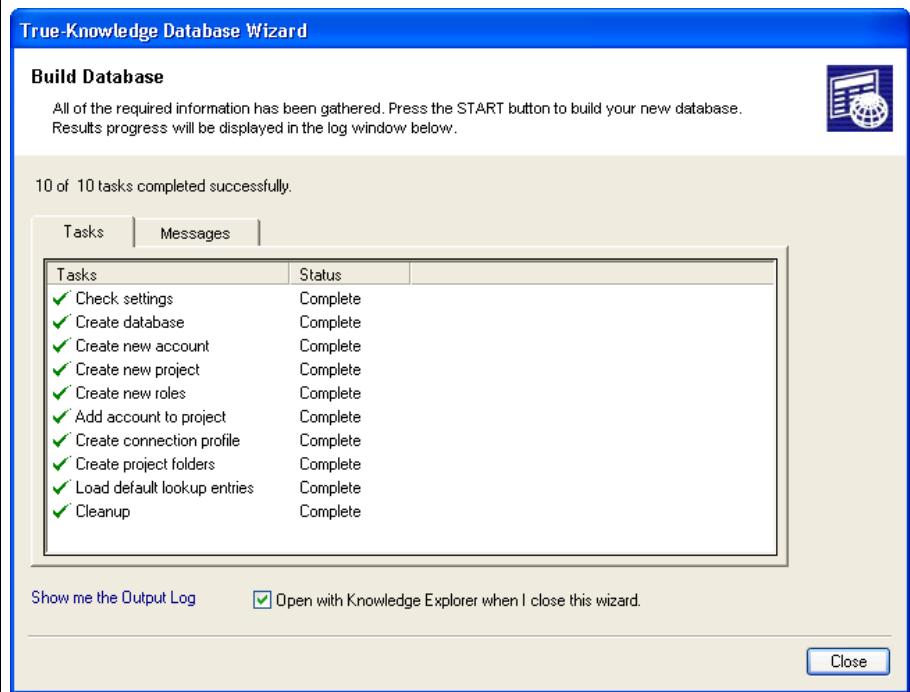 True-Knowledge Database Wizard
Build Database
All of the required information has been gathered. Press the START button to build your new database.
Results progress will be displayed in the log window below.
10 of 10 tasks completed successfully.
Tasks Messages
Tasks Status
Check settings Complete
Create database Complete
Create new account Complete
Create new project Complete
Create new roles Complete
Add account to project Complete
Create connection profile Complete
Create project folders Complete
Load default lookup entries Complete
Cleanup Complete
Show me the Output Log Open with Knowledge Explorer when I close this wizard.
Close